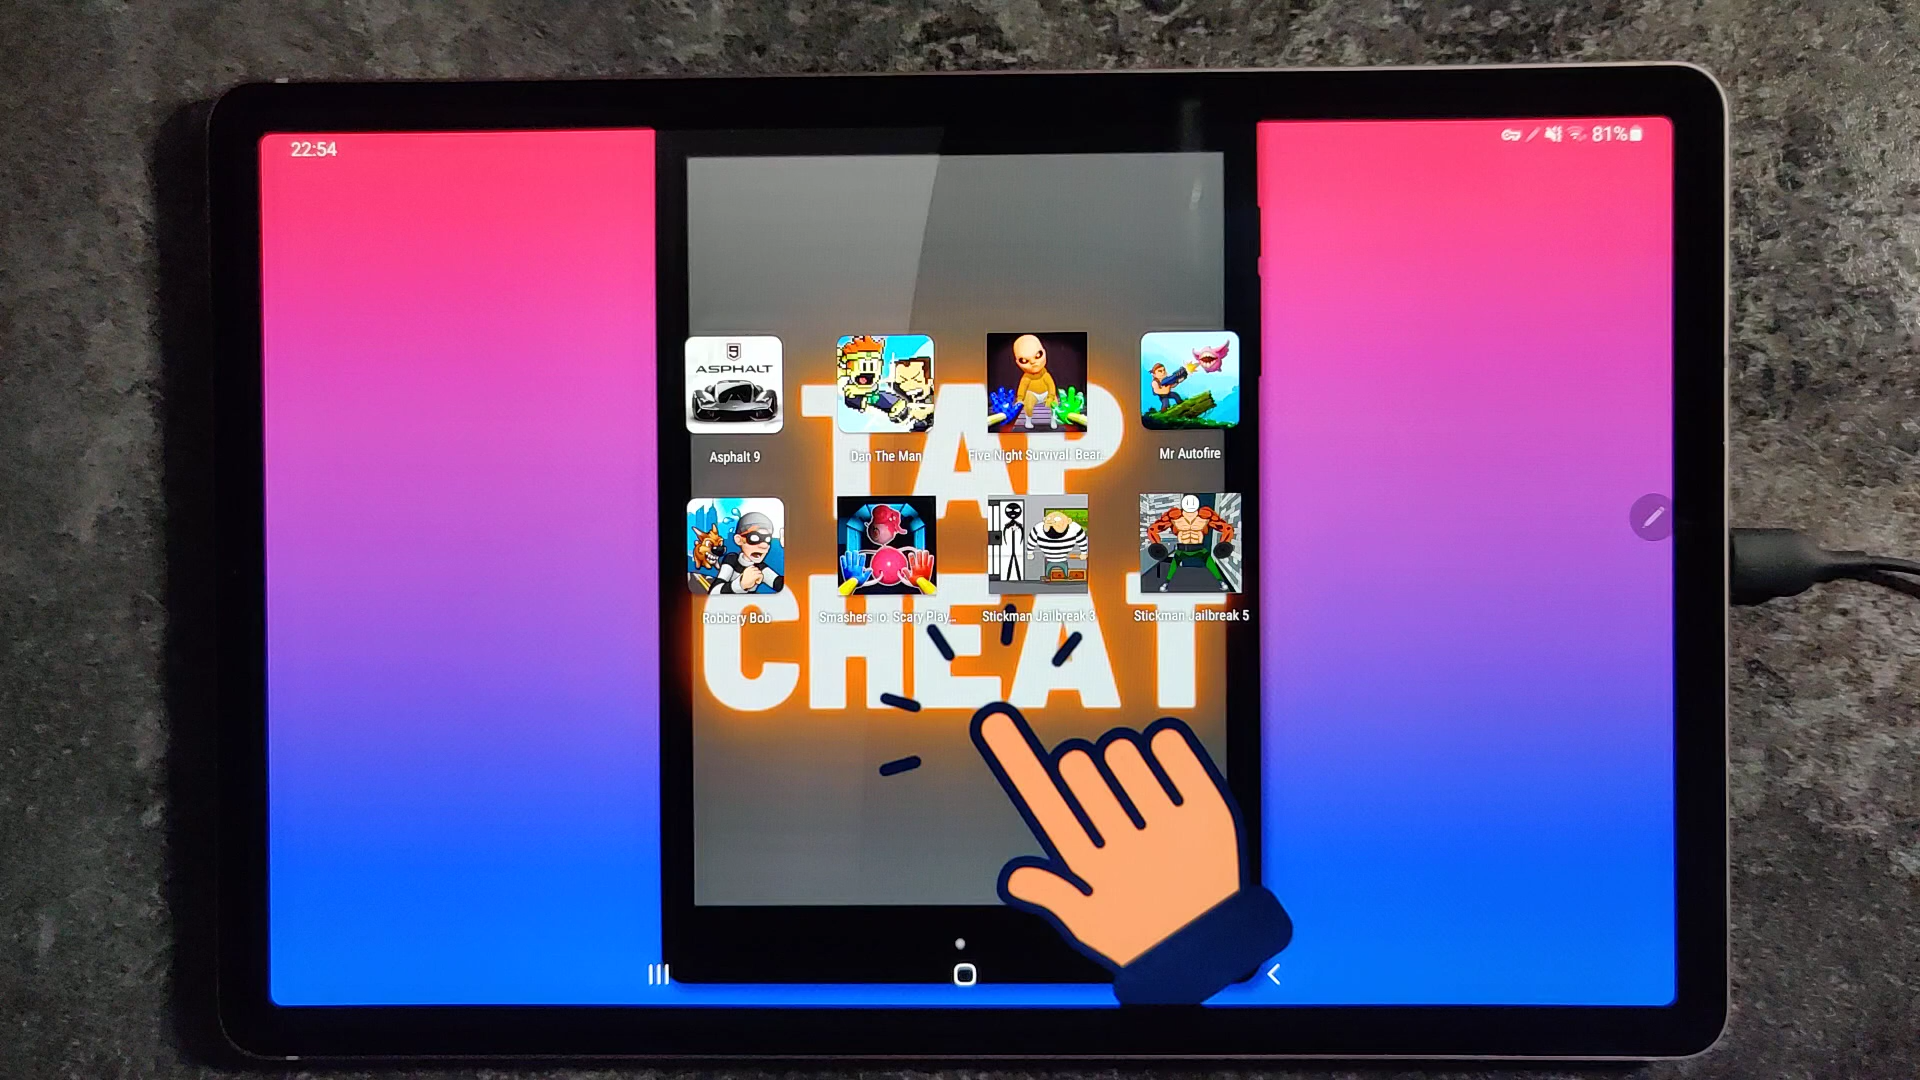 22:54
81%
9
ASPHALT
TAP
Asphalt 9
Dan The Man
Five Night Survival Bear...
Mr Autofire
Robbery Bob
Smashers io. Scary Play...
Stickman Jailbreak 3
Stickman Jailbreak 5
CHEAT